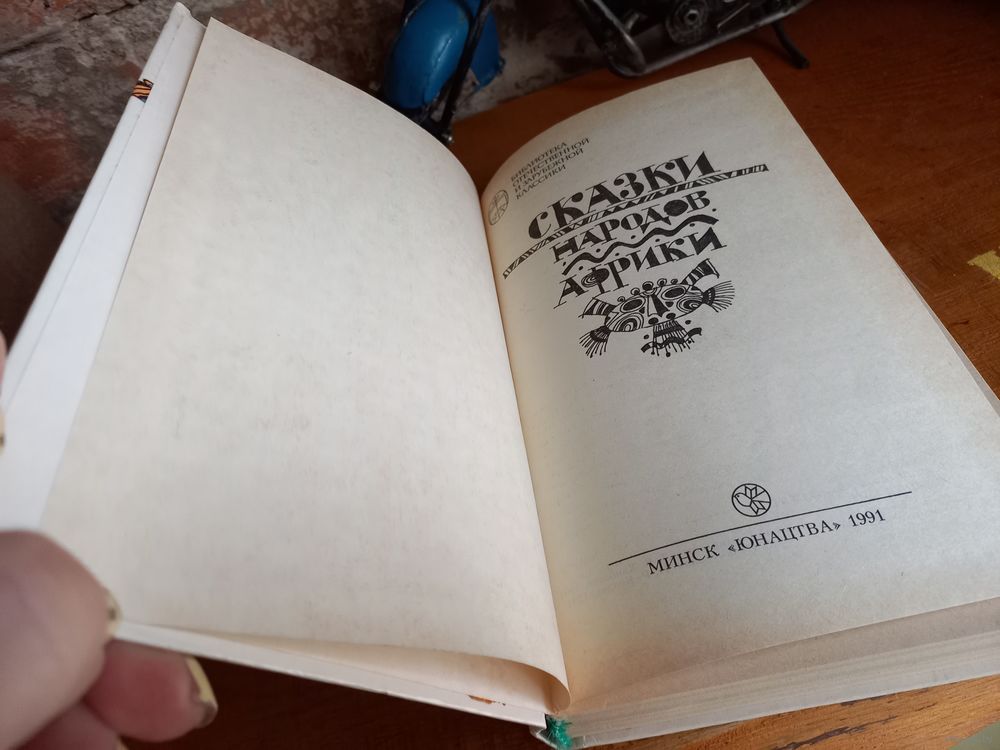 БИБЛИОТЕКА
ОТЕЧЕСТВЕННОЙ
И ЗАРУБЕЖНОЙ
КЛАССИКИ
СКАЗКИ
НАРОДОВ
АФРИКИ
МИНСК «ЮНАЦТВА» 1991